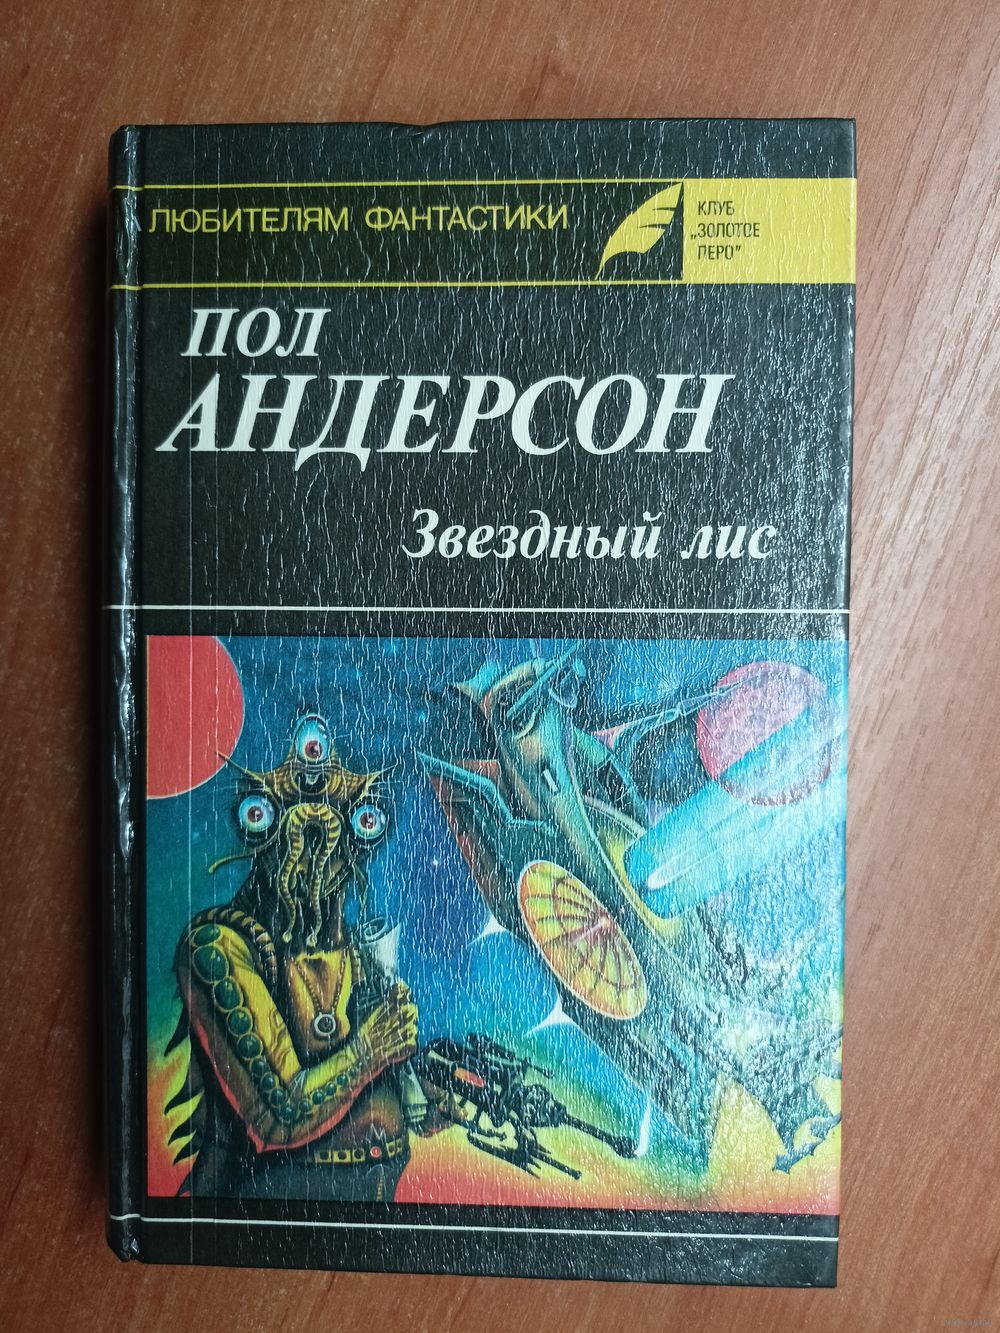 ЛЮБИТЕЛЯМ ФАНТАСТИКИ
КЛУБ
„ЗОЛОТОЕ
ПЕРО"
ПОЛ
АНДЕРСОН
Звездный лис